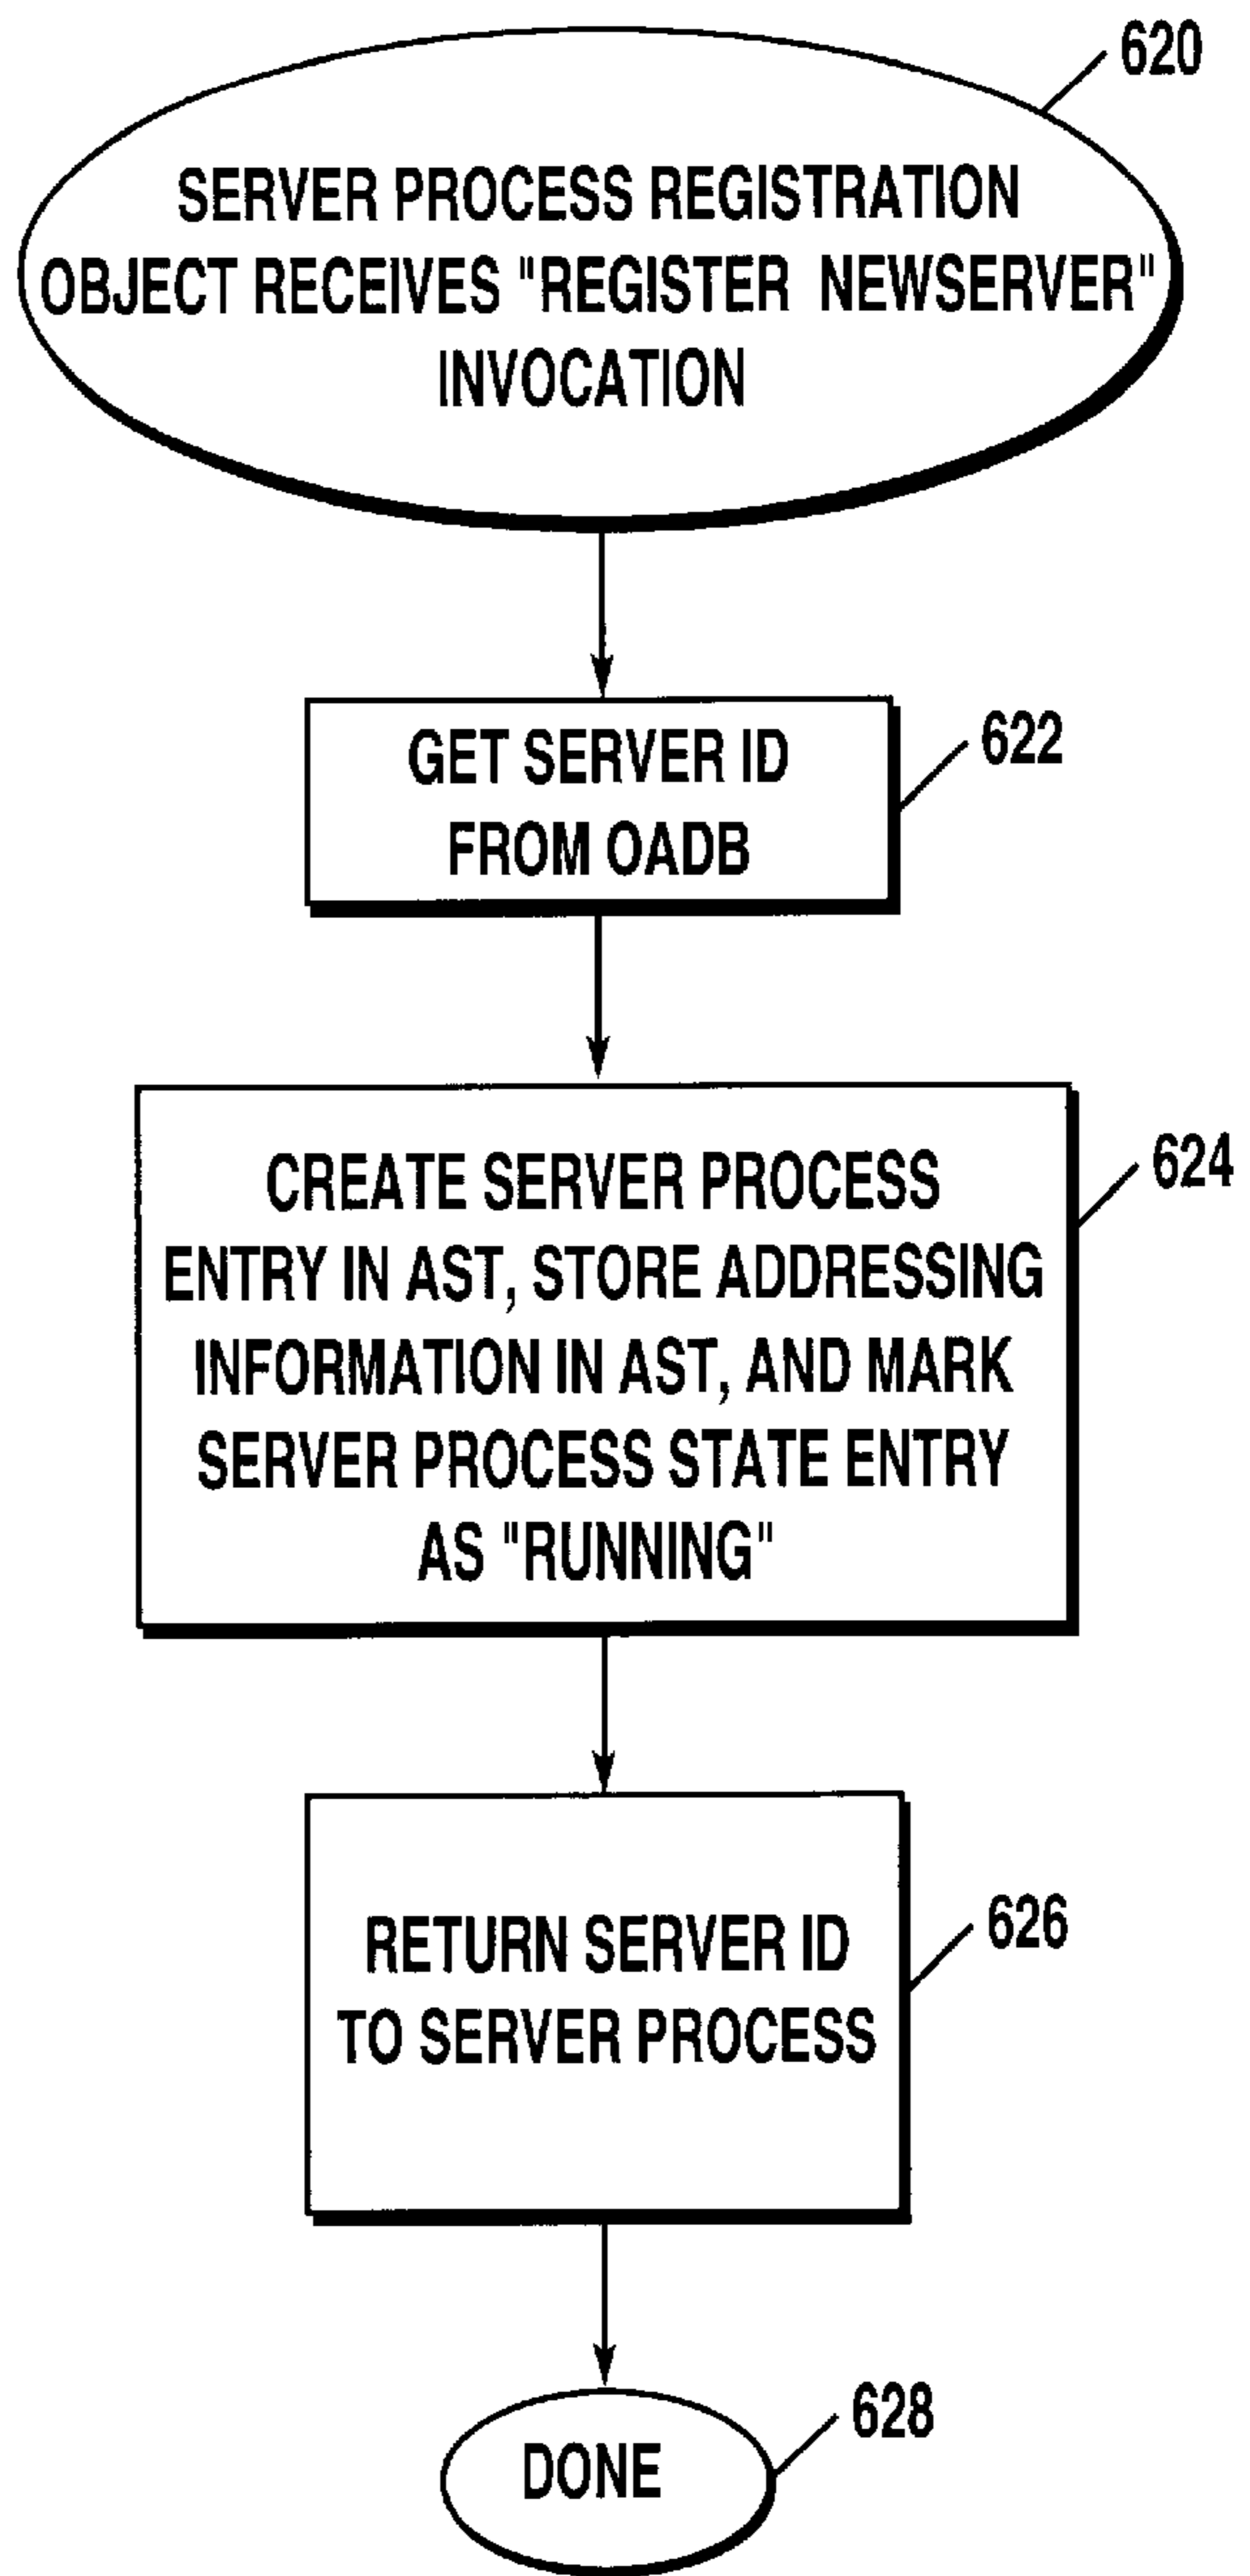 620
SERVER PROCESS REGISTRATION
OBJECT RECEIVES "REGISTER NEWSERVER"
INVOCATION
GET SERVER ID
FROM OADB
622
CREATE SERVER PROCESS
ENTRY IN AST, STORE ADDRESSING
INFORMATION IN AST, AND MARK
SERVER PROCESS STATE ENTRY
AS "RUNNING"
624
RETURN SERVER ID
TO SERVER PROCESS
626
DONE
628